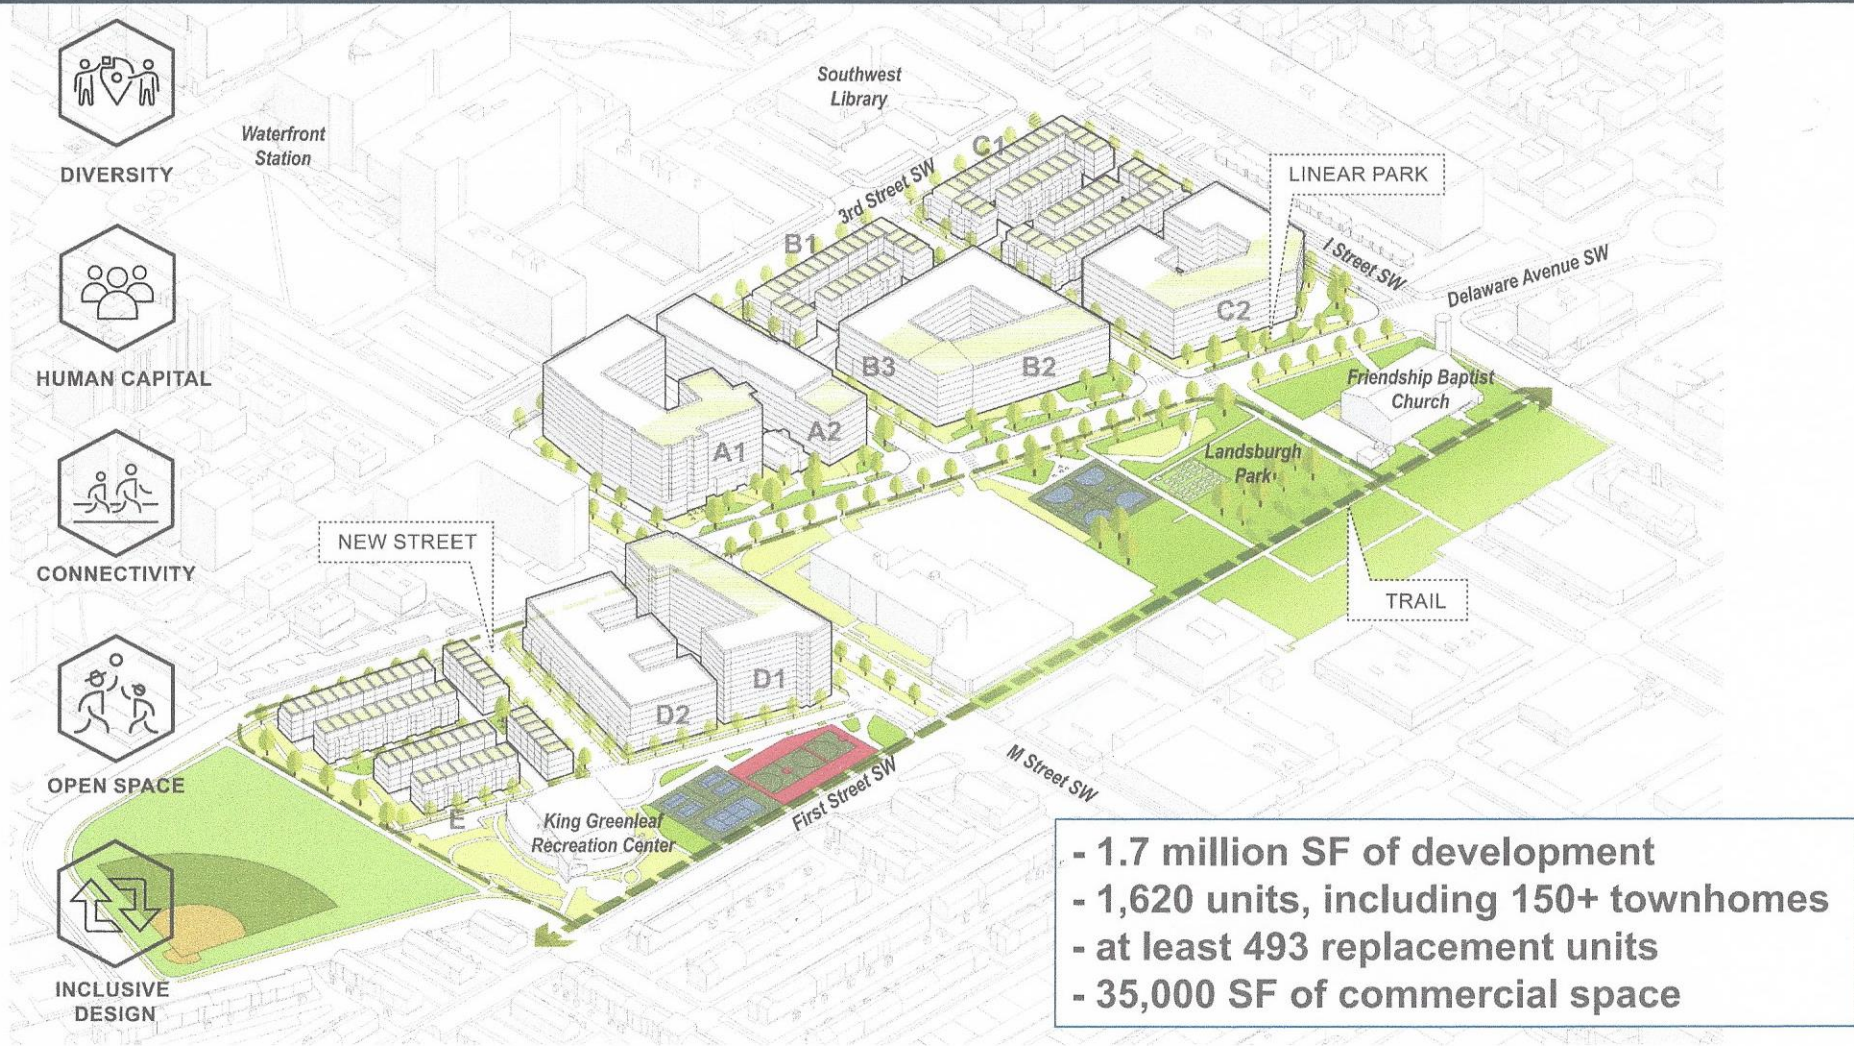 DIVERSITY
HUMAN CAPITAL
CONNECTIVITY
OPEN SPACE
INCLUSIVE
DESIGN
Waterfront
Station
Southwest
Library
3rd Street SW
C1
B1
LINEAR PARK
I Street SW
Delaware Avenue SW
C2
B3
B2
Friendship Baptist
Church
A1
A2
Landsburgh
Park
NEW STREET
TRAIL
D1
D2
M Street SW
First Street SW
E
King Greenleaf
Recreation Center
- 1.7 million SF of development
- 1,620 units, including 150+ townhomes
- at least 493 replacement units
- 35,000 SF of commercial space